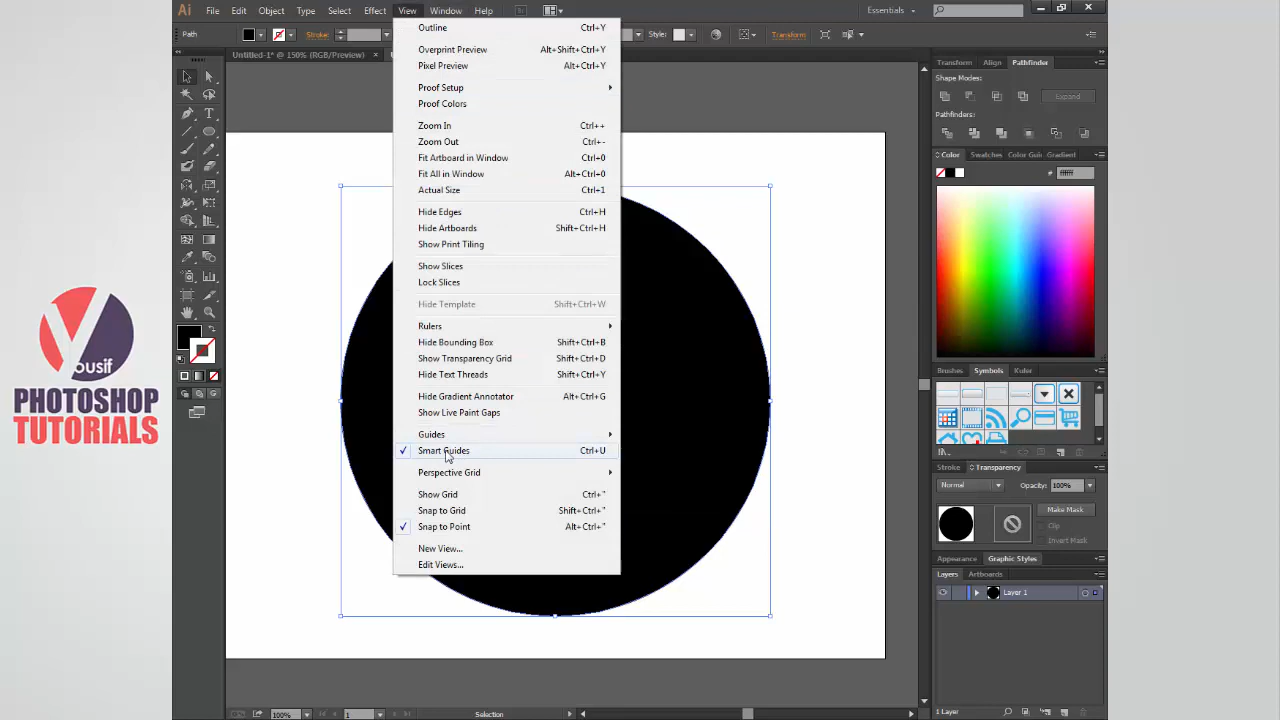 Ai File Edit Object Type Select Effect View Window Help Br Essentials
Path Stroke: Style: Transform
Untitled-1* @ 150% (RGB/Preview) ×
Outline Ctrl+Y
Overprint Preview Alt+Shift+Ctrl+Y
Pixel Preview Alt+Ctrl+Y
Proof Setup
Proof Colors
Zoom In Ctrl++
Zoom Out Ctrl+-
Fit Artboard in Window Ctrl+0
Fit All in Window Alt+Ctrl+0
Actual Size Ctrl+1
Hide Edges Ctrl+H
Hide Artboards Shift+Ctrl+H
Show Print Tiling
Show Slices
Lock Slices
Hide Template Shift+Ctrl+W
Rulers
Hide Bounding Box Shift+Ctrl+B
Show Transparency Grid Shift+Ctrl+D
Hide Text Threads Shift+Ctrl+Y
Hide Gradient Annotator Alt+Ctrl+G
Show Live Paint Gaps
Guides
Smart Guides Ctrl+U
Perspective Grid
Show Grid Ctrl+"
Snap to Grid Shift+Ctrl+"
Snap to Point Alt+Ctrl+"
New View...
Edit Views...
Transform Align Pathfinder
Shape Modes:
Expand
Pathfinders:
Color Swatches Color Gui Gradient
# ffffff
Brushes Symbols Kuler
Stroke Transparency
Normal Opacity: 100%
Make Mask
Clip
Invert Mask
Appearance Graphic Styles
Layers Artboards
Layer 1
1 Layer
100% 1 Selection
Yousif
PHOTOSHOP
TUTORIALS